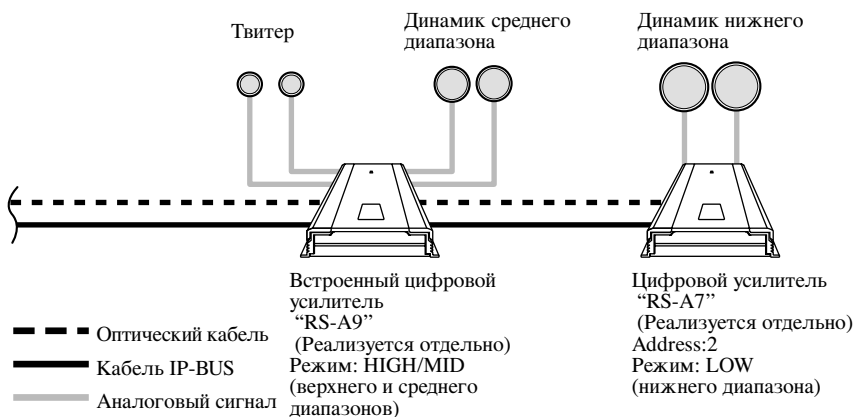 Твитер
Динамик среднего
диапазона
Динамик нижнего
диапазона
Встроенный цифровой
усилитель
“RS-A9”
(Реализуется отдельно)
Режим: HIGH/MID
(верхнего и среднего
диапазонов)
Цифровой усилитель
“RS-A7”
(Реализуется отдельно)
Address:2
Режим: LOW
(нижнего диапазона)
Оптический кабель
Кабель IP-BUS
Аналоговый сигнал